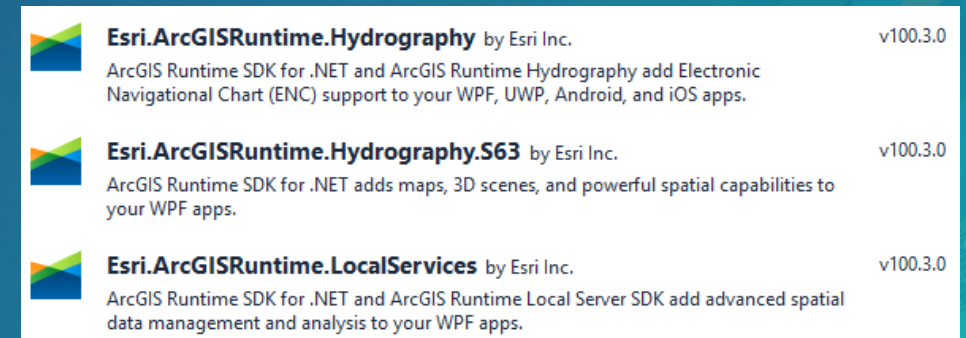 Esri.ArcGISRuntime.Hydrography by Esri Inc. v100.3.0
ArcGIS Runtime SDK for .NET and ArcGIS Runtime Hydrography add Electronic
Navigational Chart (ENC) support to your WPF, UWP, Android, and iOS apps.
Esri.ArcGISRuntime.Hydrography.S63 by Esri Inc. v100.3.0
ArcGIS Runtime SDK for .NET adds maps, 3D scenes, and powerful spatial capabilities to
your WPF apps.
Esri.ArcGISRuntime.LocalServices by Esri Inc. v100.3.0
ArcGIS Runtime SDK for .NET and ArcGIS Runtime Local Server SDK add advanced spatial
data management and analysis to your WPF apps.